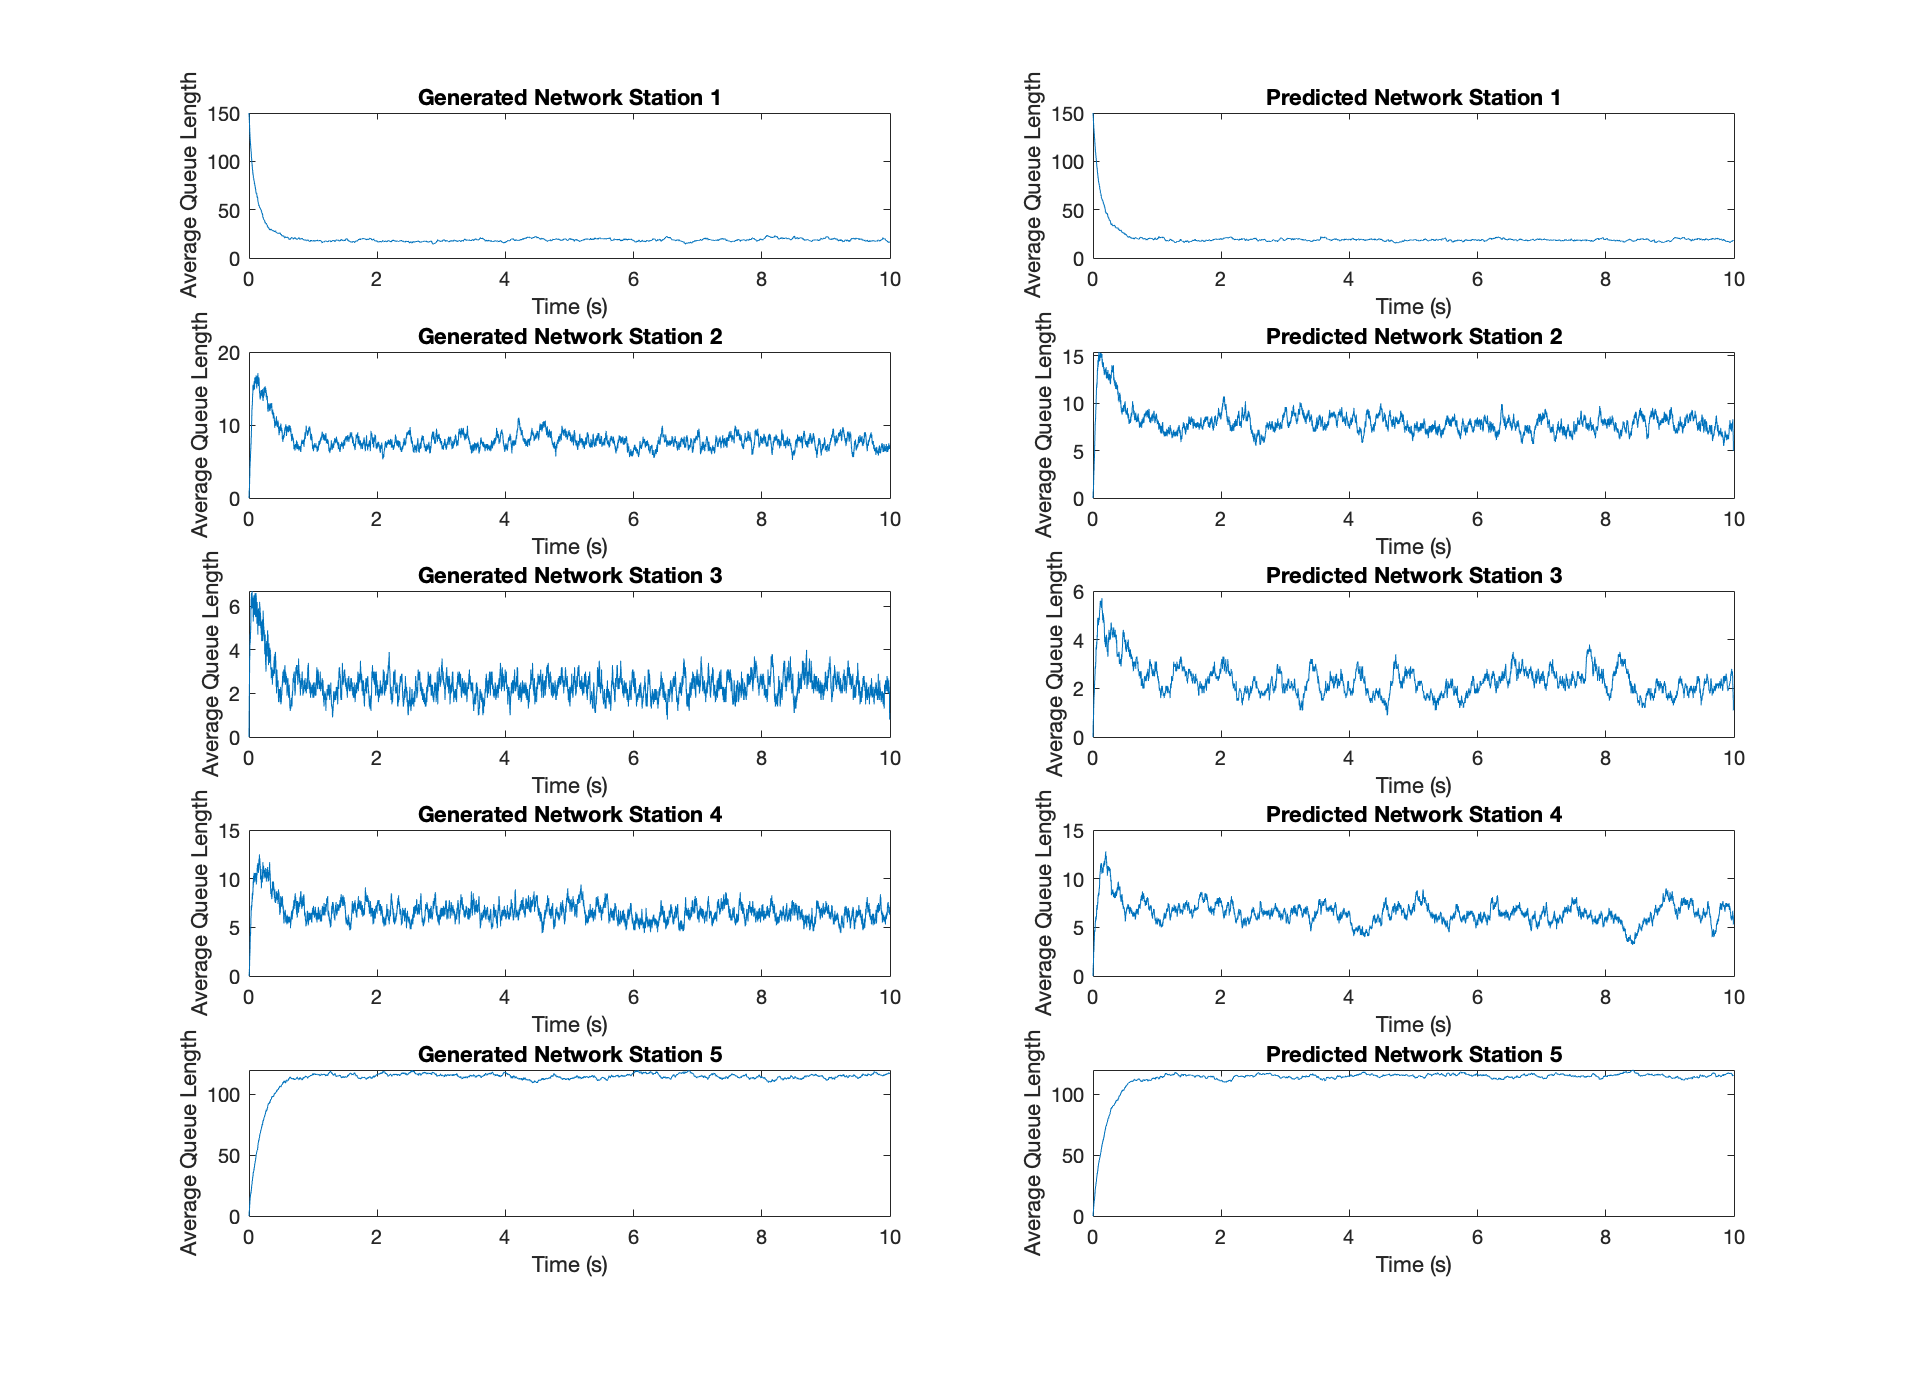 Generated Network Station 1
Average Queue Length
150
100
50
0
0 2 4 6 8 10
Time (s)
Predicted Network Station 1
Average Queue Length
150
100
50
0
0 2 4 6 8 10
Time (s)
Generated Network Station 2
Average Queue Length
20
10
0
0 2 4 6 8 10
Time (s)
Predicted Network Station 2
Average Queue Length
15
10
5
0
0 2 4 6 8 10
Time (s)
Generated Network Station 3
Average Queue Length
6
4
2
0
0 2 4 6 8 10
Time (s)
Predicted Network Station 3
Average Queue Length
6
4
2
0
0 2 4 6 8 10
Time (s)
Generated Network Station 4
Average Queue Length
15
10
5
0
0 2 4 6 8 10
Time (s)
Predicted Network Station 4
Average Queue Length
15
10
5
0
0 2 4 6 8 10
Time (s)
Generated Network Station 5
Average Queue Length
100
50
0
0 2 4 6 8 10
Time (s)
Predicted Network Station 5
Average Queue Length
100
50
0
0 2 4 6 8 10
Time (s)